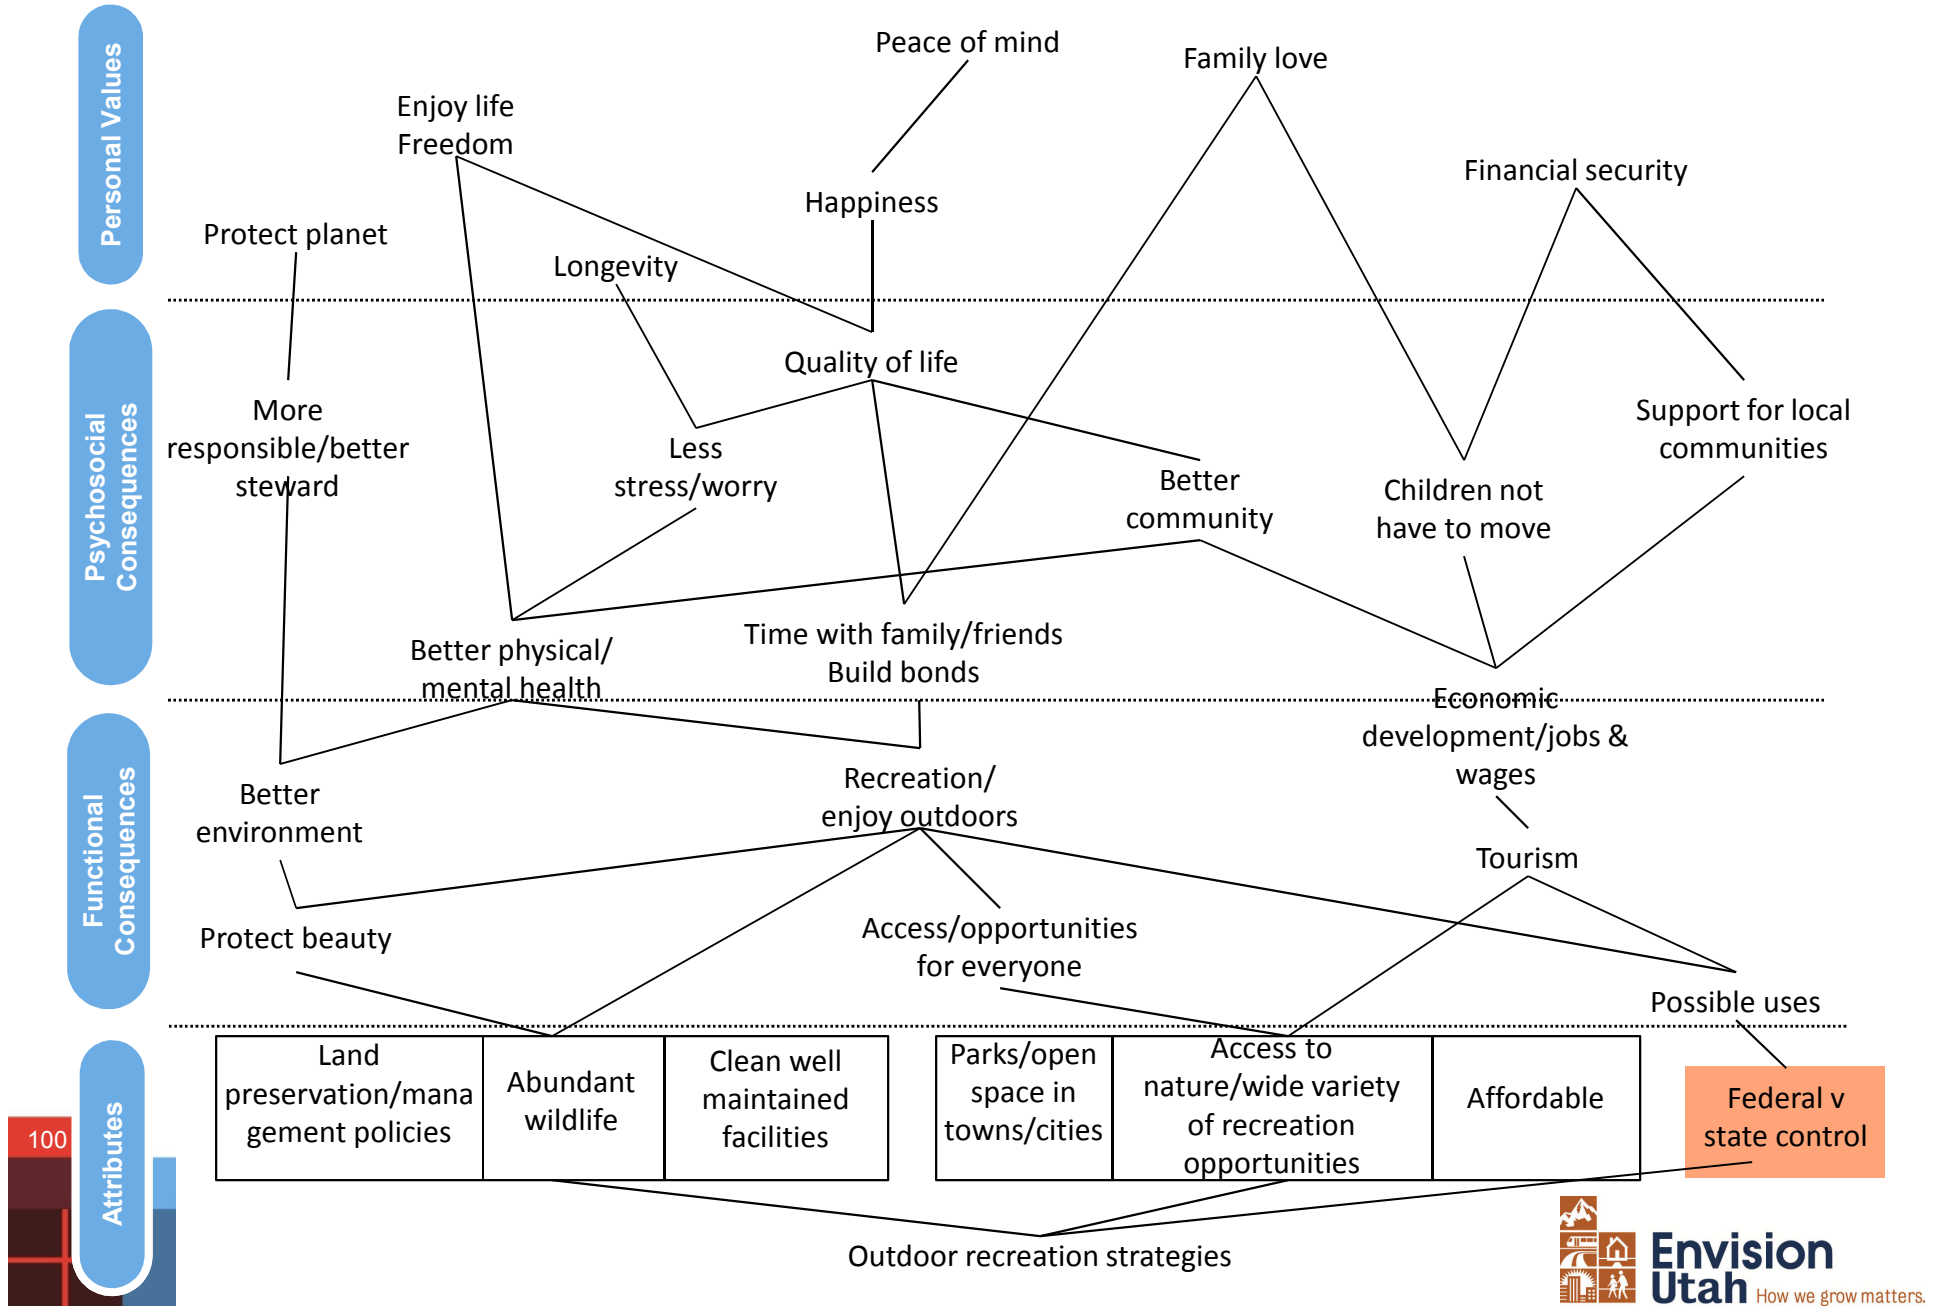 Personal Values
Peace of mind
Family love
Enjoy life
Freedom
Financial security
Happiness
Protect planet
Longevity
Psychosocial
Consequences
Quality of life
More
responsible/better
steward
Less
stress/worry
Better
community
Children not
have to move
Support for local
communities
Better physical/
mental health
Time with family/friends
Build bonds
Functional
Consequences
Economic
development/jobs &
wages
Better
environment
Recreation/
enjoy outdoors
Tourism
Protect beauty
Access/opportunities
for everyone
Possible uses
Attributes
Land
preservation/mana
gement policies
Abundant
wildlife
Clean well
maintained
facilities
Parks/open
space in
towns/cities
Access to
nature/wide variety
of recreation
opportunities
Affordable
Federal v
state control
100
Outdoor recreation strategies
Envision
Utah How we grow matters.